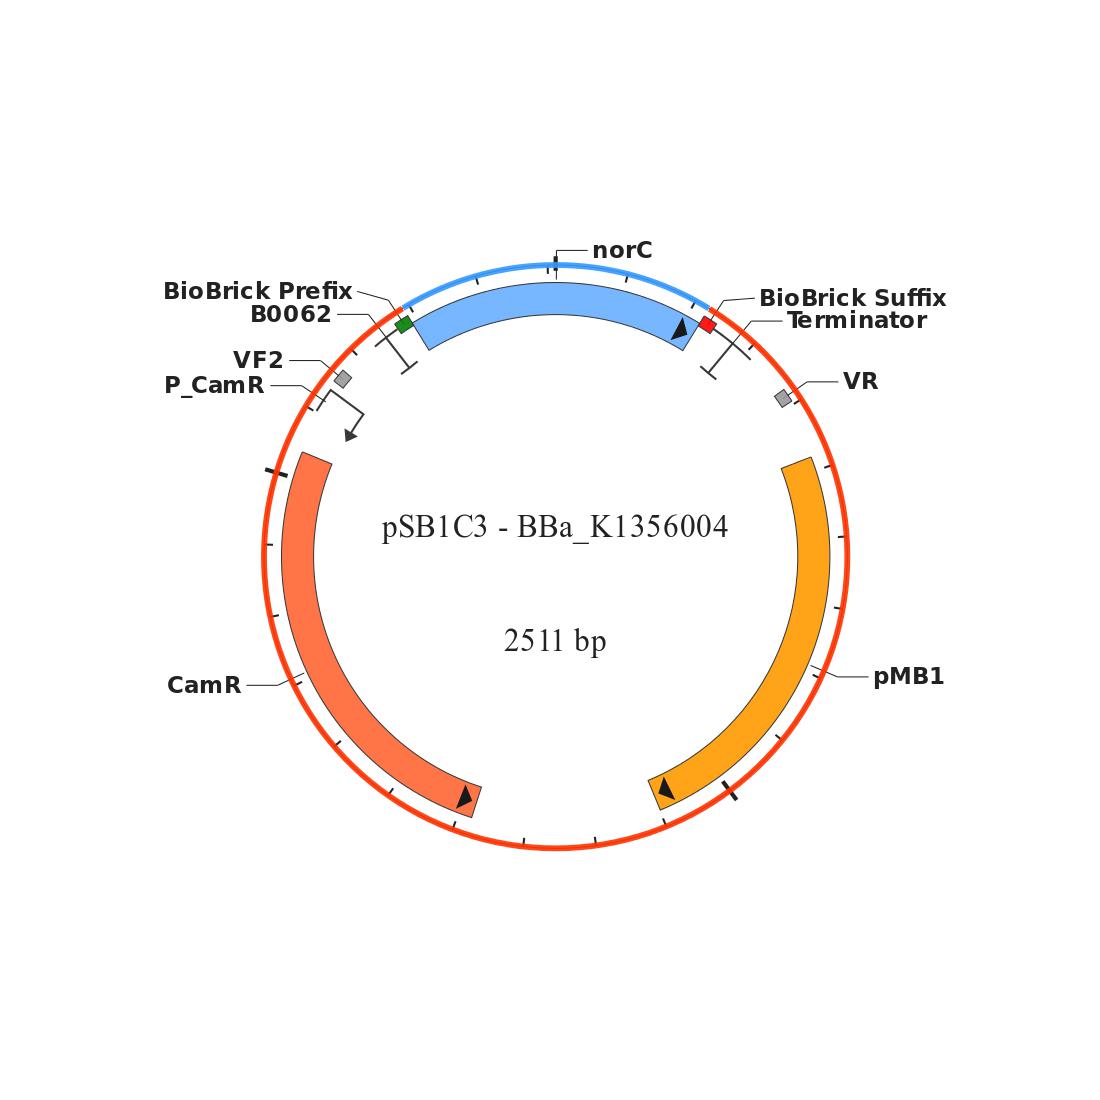 norC
BioBrick Prefix
BioBrick Suffix
B0062
Terminator
VF2
P_CamR
VR
pSB1C3 - BBa_K1356004
2511 bp
CamR
pMB1